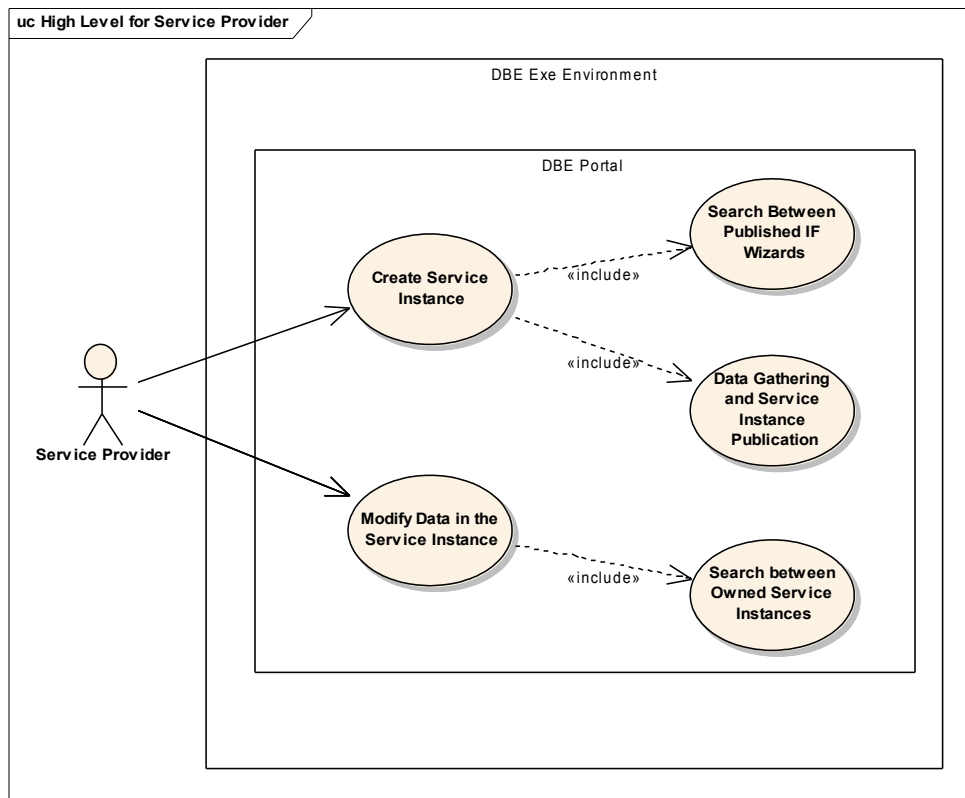 uc High Level for Service Provider
DBE Exe Environment
DBE Portal
Search Between
Published IF
Wizards
Create Service
Instance
«include»
«include»
Data Gathering
and Service
Instance
Publication
Service Provider
Modify Data in the
Service Instance
«include»
Search between
Owned Service
Instances